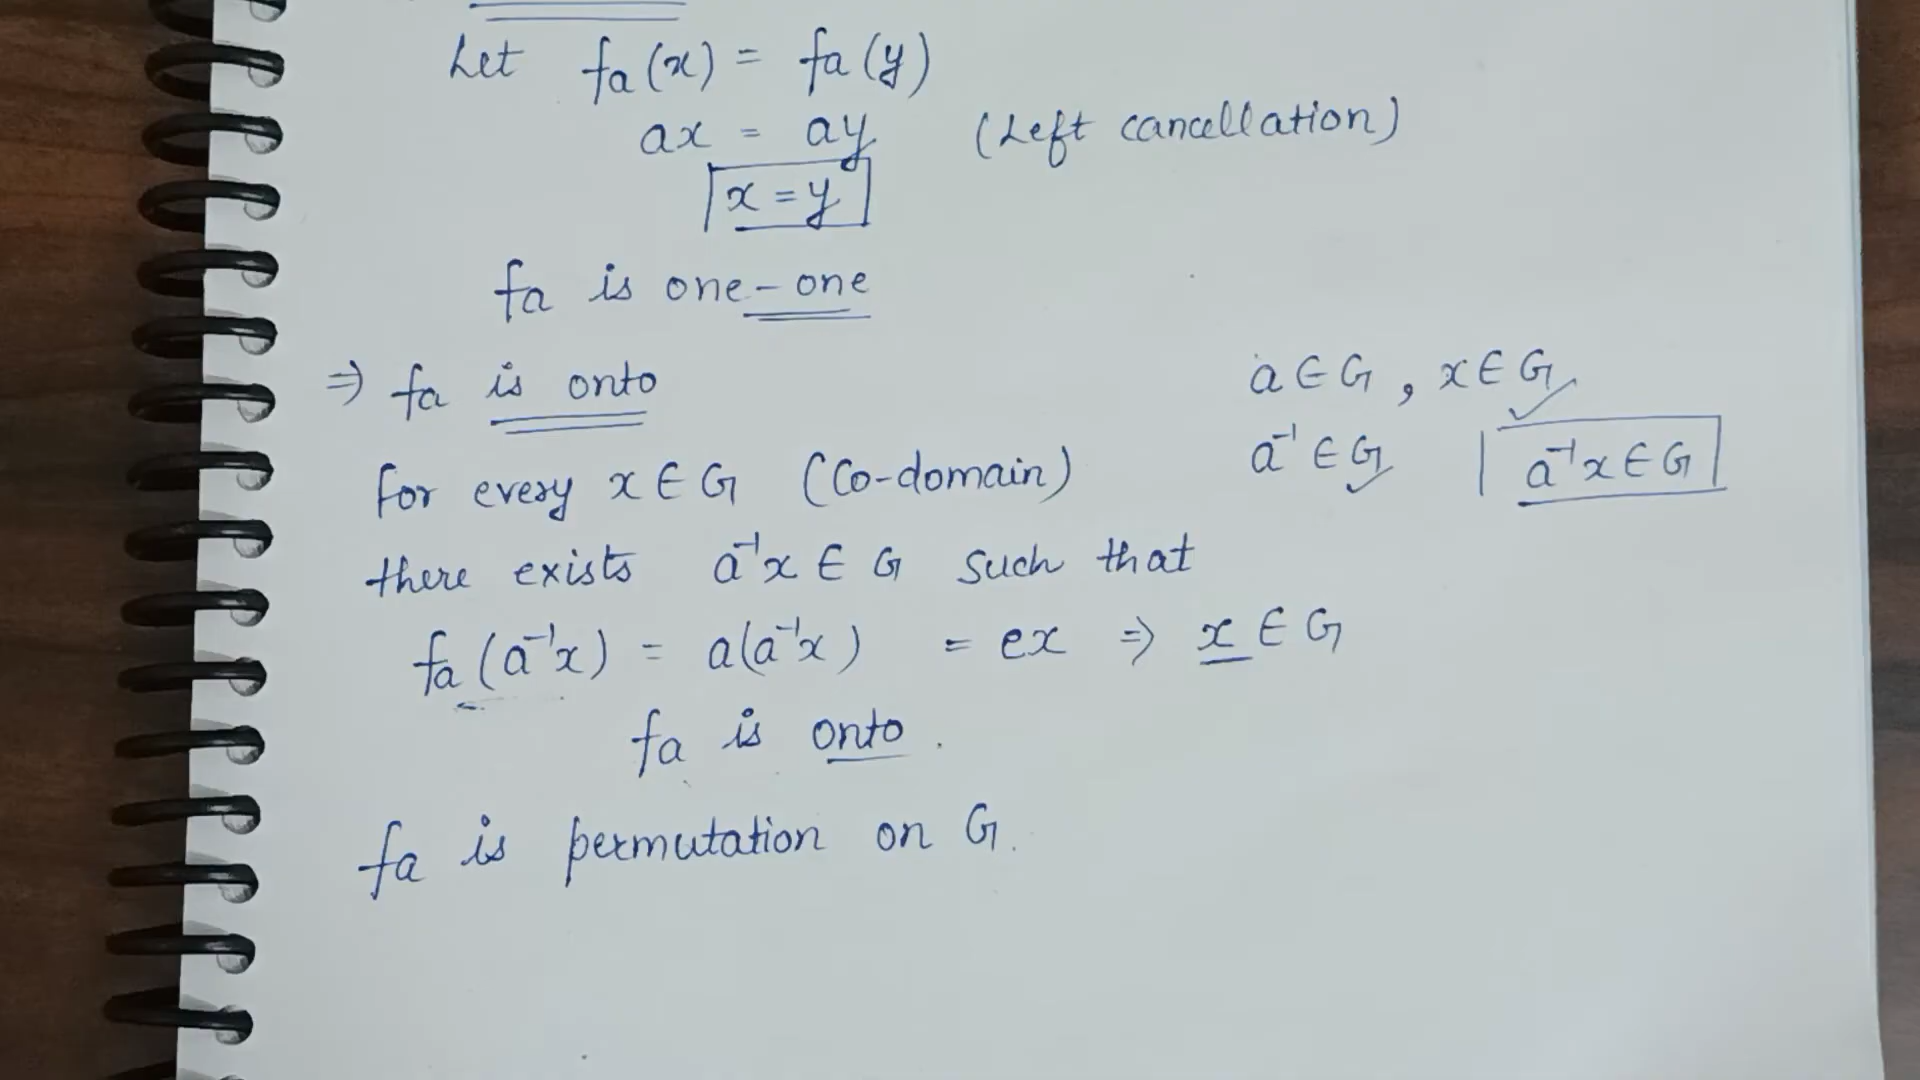 Let fa(x) = fa(y)
ax = ay (Left cancellation)
x = y
fa is one-one
⇒ fa is onto
a ∈ G, x ∈ G
a⁻¹ ∈ G a⁻¹x ∈ G
For every x ∈ G (Co-domain)
there exists a⁻¹x ∈ G such that
fa(a⁻¹x) = a(a⁻¹x) = ex ⇒ x ∈ G
fa is onto.
fa is permutation on G.